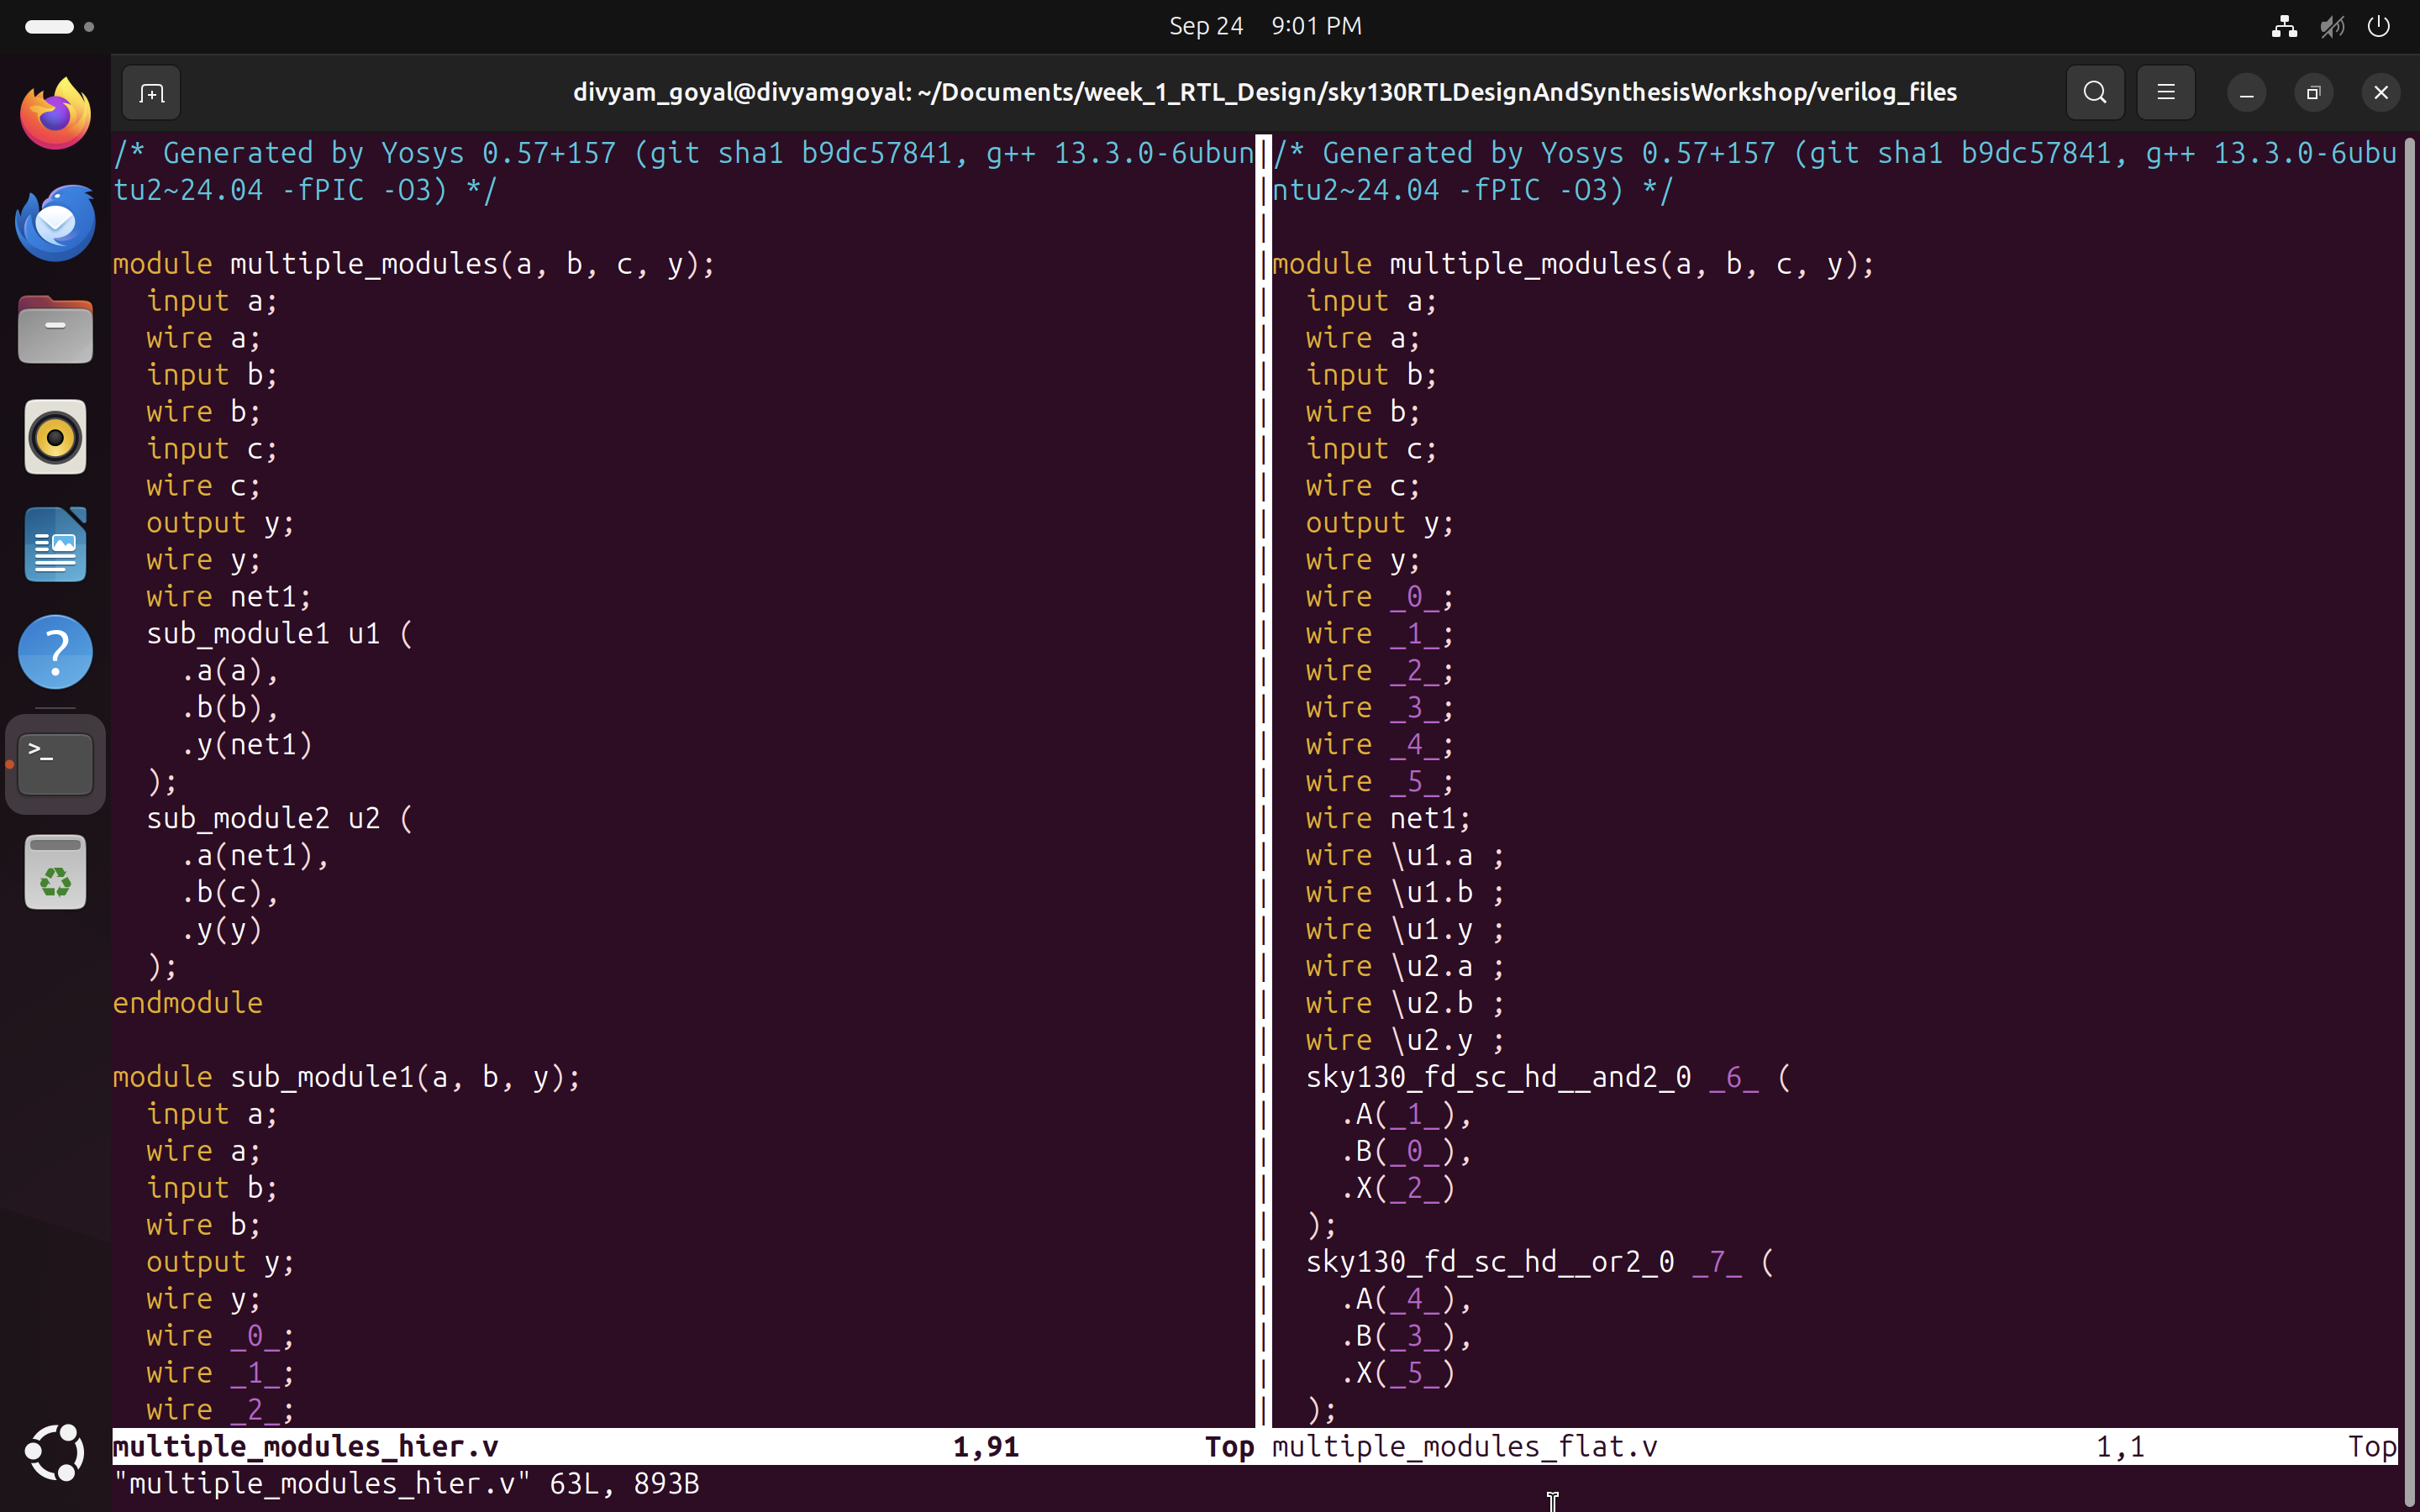 Sep 24 9:01 PM
divyam_goyal@divyamgoyal: ~/Documents/week_1_RTL_Design/sky130RTLDesignAndSynthesisWorkshop/verilog_files
/* Generated by Yosys 0.57+157 (git sha1 b9dc57841, g++ 13.3.0-6ubun
tu2~24.04 -fPIC -O3) */
module multiple_modules(a, b, c, y);
input a;
wire a;
input b;
wire b;
input c;
wire c;
output y;
wire y;
wire net1;
sub_module1 u1 (
.a(a),
.b(b),
.y(net1)
);
sub_module2 u2 (
.a(net1),
.b(c),
.y(y)
);
endmodule
module sub_module1(a, b, y);
input a;
wire a;
input b;
wire b;
output y;
wire y;
wire _0_;
wire _1_;
wire _2_;
multiple_modules_hier.v 1,91 Top
"multiple_modules_hier.v" 63L, 893B
/* Generated by Yosys 0.57+157 (git sha1 b9dc57841, g++ 13.3.0-6ubu
ntu2~24.04 -fPIC -O3) */
module multiple_modules(a, b, c, y);
input a;
wire a;
input b;
wire b;
input c;
wire c;
output y;
wire y;
wire _0_;
wire _1_;
wire _2_;
wire _3_;
wire _4_;
wire _5_;
wire net1;
wire \u1.a ;
wire \u1.b ;
wire \u1.y ;
wire \u2.a ;
wire \u2.b ;
wire \u2.y ;
sky130_fd_sc_hd__and2_0 _6_ (
.A(_1_),
.B(_0_),
.X(_2_)
);
sky130_fd_sc_hd__or2_0 _7_ (
.A(_4_),
.B(_3_),
.X(_5_)
);
multiple_modules_flat.v 1,1 Top